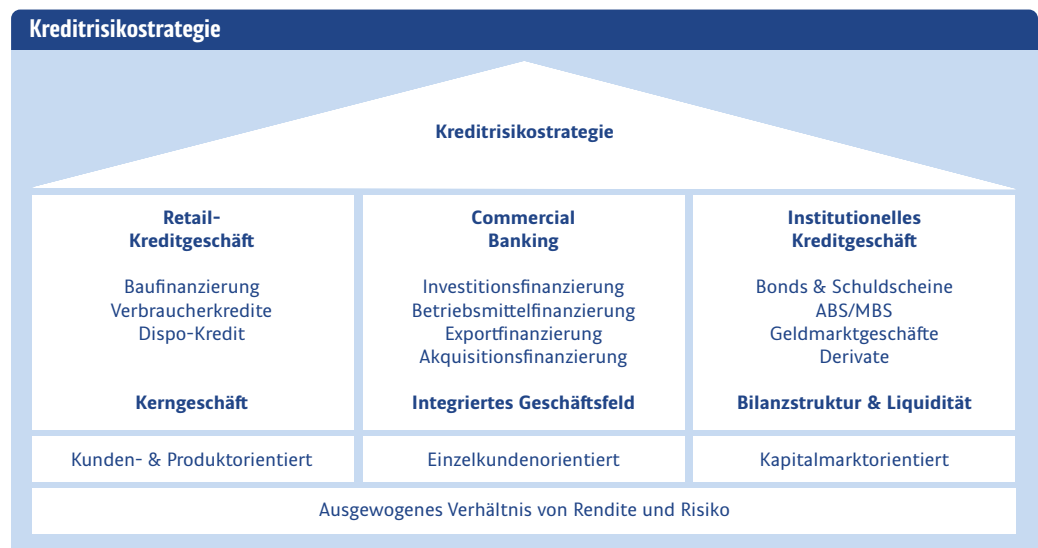 Kreditrisikostrategie
Kreditrisikostrategie
Retail-
Kreditgeschäft
Baufinanzierung
Verbraucherkredite
Dispo-Kredit
Kerngeschäft
Commercial
Banking
Investitionsfinanzierung
Betriebsmittelfinanzierung
Exportfinanzierung
Akquisitionsfinanzierung
Integriertes Geschäftsfeld
Institutionelles
Kreditgeschäft
Bonds & Schuldscheine
ABS/MBS
Geldmarktgeschäfte
Derivate
Bilanzstruktur & Liquidität
Kunden- & Produktorientiert
Einzelkundenorientiert
Kapitalmarktorientiert
Ausgewogenes Verhältnis von Rendite und Risiko